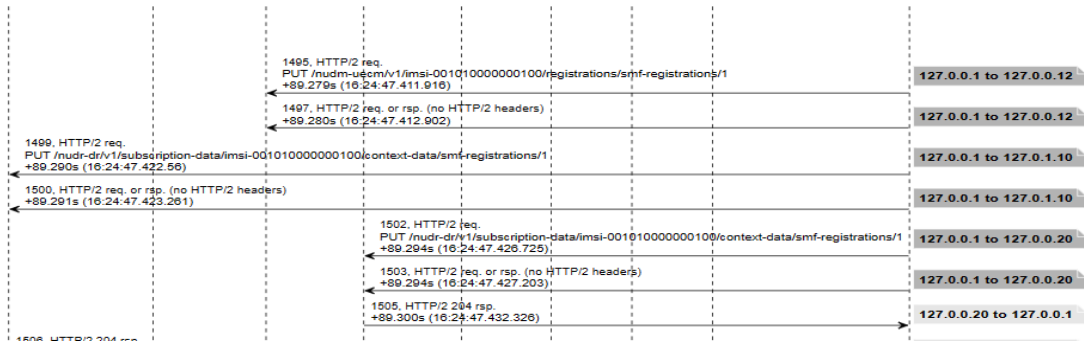 1495, HTTP/2 req.
PUT /nudm-uecm/v1/imsi-001010000000100/registrations/smf-registrations/1
+89.279s (16:24:47.411.916)
127.0.0.1 to 127.0.0.12
1497, HTTP/2 req. or rsp. (no HTTP/2 headers)
+89.280s (16:24:47.412.902)
127.0.0.1 to 127.0.0.12
1499, HTTP/2 req.
PUT /nudr-dr/v1/subscription-data/imsi-001010000000100/context-data/smf-registrations/1
+89.290s (16:24:47.422.56)
127.0.0.1 to 127.0.1.10
1500, HTTP/2 req. or rsp. (no HTTP/2 headers)
+89.291s (16:24:47.423.261)
127.0.0.1 to 127.0.1.10
1502, HTTP/2 req.
PUT /nudr-dr/v1/subscription-data/imsi-001010000000100/context-data/smf-registrations/1
+89.294s (16:24:47.426.725)
127.0.0.1 to 127.0.0.20
1503, HTTP/2 req. or rsp. (no HTTP/2 headers)
+89.294s (16:24:47.427.203)
127.0.0.1 to 127.0.0.20
1505, HTTP/2 204 rsp.
+89.300s (16:24:47.432.326)
127.0.0.20 to 127.0.0.1
1506, HTTP/2 204 rsp.